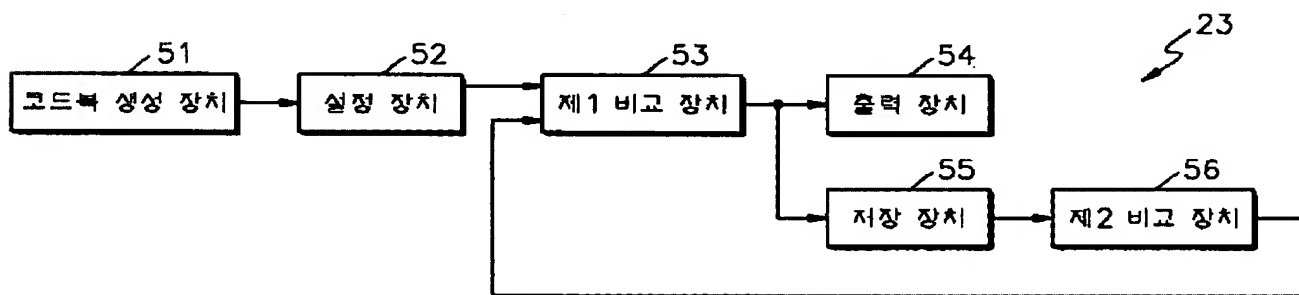 23
51
코드북 생성 장치
52
설정 장치
53
제1 비교 장치
54
출력 장치
55
저장 장치
56
제2 비교 장치